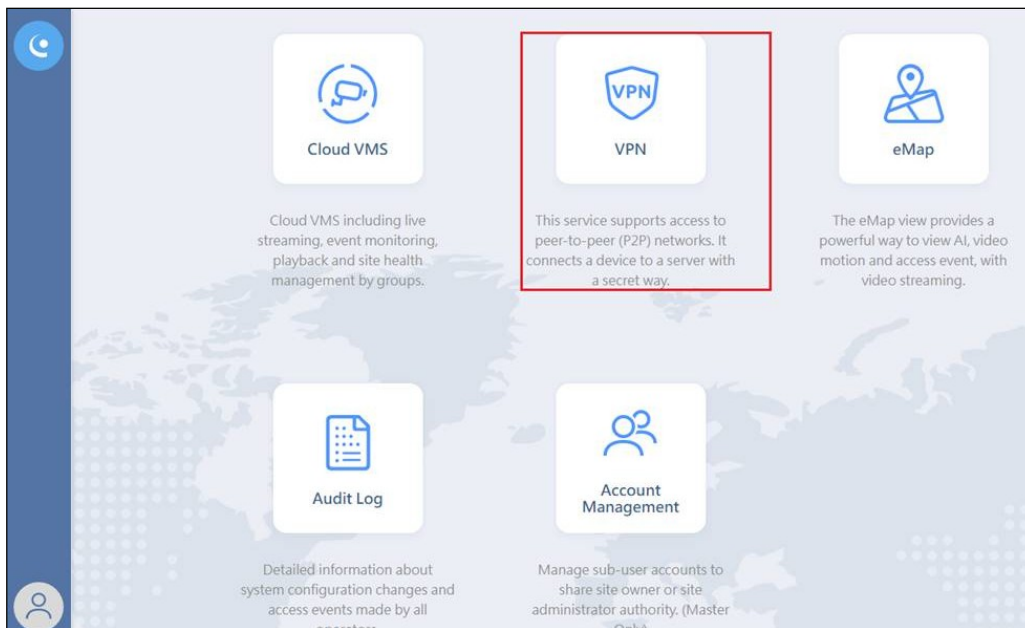 Cloud VMS
Cloud VMS including live
streaming, event monitoring,
playback and site health
management by groups.
VPN
VPN
This service supports access to
peer-to-peer (P2P) networks. It
connects a device to a server with
a secret way.
eMap
The eMap view provides a
powerful way to view AI, video
motion and access event, with
video streaming.
Audit Log
Detailed information about
system configuration changes and
access events made by all
operators
Account
Management
Manage sub-user accounts to
share site owner or site
administrator authority. (Master
Only)